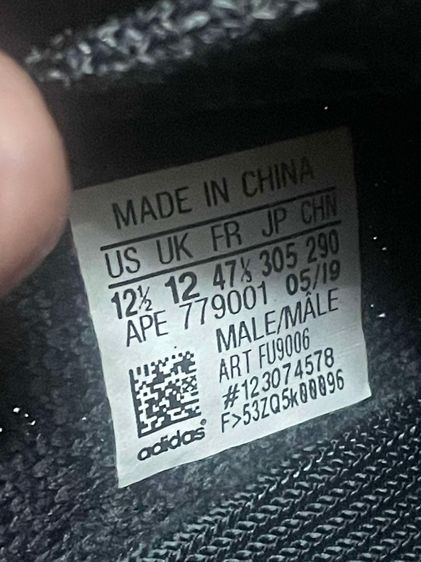 MADE IN CHINA
US UK FR JP CHN
12½ 12 47⅓ 305 290
APE 779001 05/19
MALE/MÂLE
ART FU9006
#123074578
F>53ZQ5k00096
adidas®